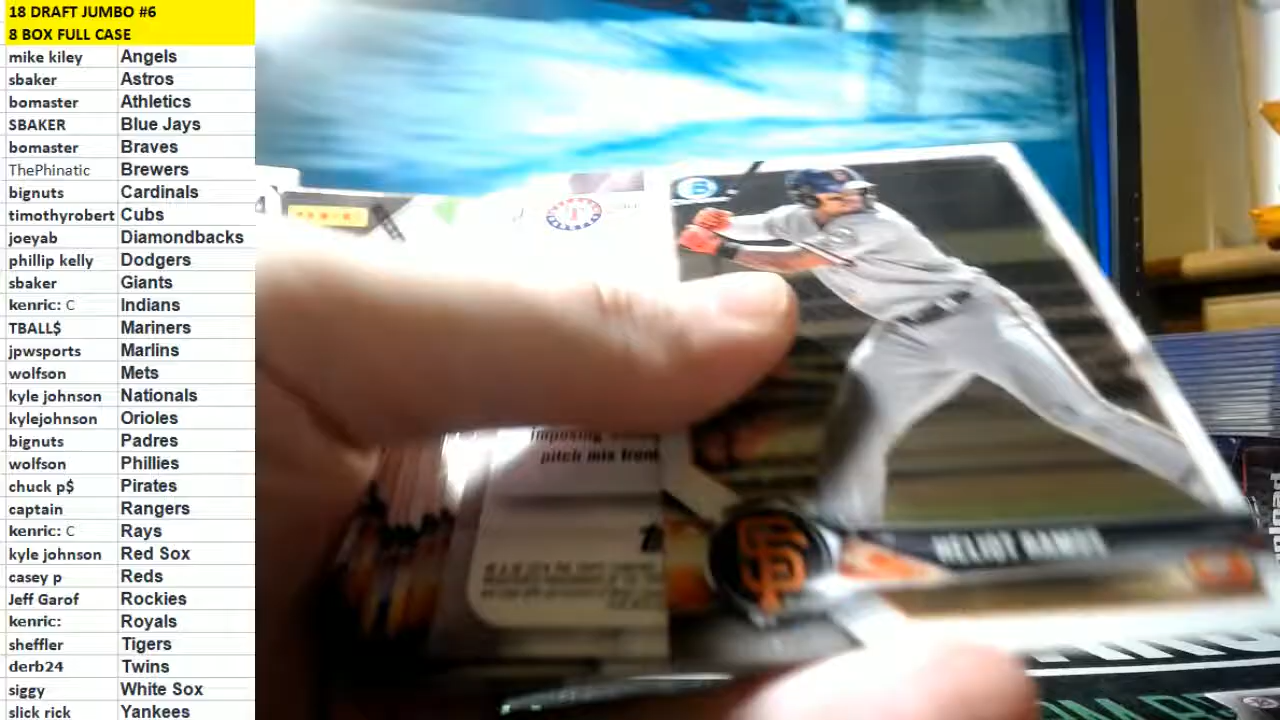 18 DRAFT JUMBO #6
8 BOX FULL CASE
mike kiley Angels
sbaker Astros
bomaster Athletics
SBAKER Blue Jays
bomaster Braves
ThePhinatic Brewers
bignuts Cardinals
timothyrobert Cubs
joeyab Diamondbacks
phillip kelly Dodgers
sbaker Giants
kenric: C Indians
TBALL$ Mariners
jpwsports Marlins
wolfson Mets
kyle johnson Nationals
kylejohnson Orioles
bignuts Padres
wolfson Phillies
chuck p$ Pirates
captain Rangers
kenric: C Rays
kyle johnson Red Sox
casey p Reds
Jeff Garof Rockies
kenric: Royals
sheffler Tigers
derb24 Twins
siggy White Sox
slick rick Yankees
PANINI
T
B
imposing
pitch mix from
SF
HELIOT RAMOS